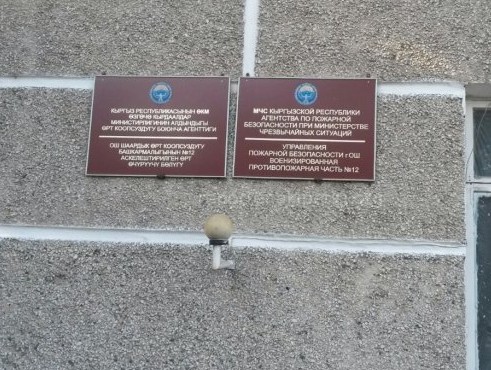 КЫРГЫЗ РЕСПУБЛИКАСЫНЫН ӨКМ
ӨЗГӨЧӨ КЫРДААЛДАР
МИНИСТИРЛИГИНИН АЛДЫНДАГЫ
ӨРТ КООПСУЗДУГУ БОЮНЧА АГЕНТТИГИ
ОШ ШААРДЫК ӨРТ КООПСУЗДУГУ
БАШКАРМАЛЫГЫНЫН №12
АСКЕЛЕШТИРИЛГЕН ӨРТ
ӨЧҮРҮҮЧҮ БӨЛҮГҮ
МЧС КЫРГЫЗСКОЙ РЕСПУБЛИКИ
АГЕНТСТВА ПО ПОЖАРНОЙ
БЕЗОПАСНОСТИ ПРИ МИНИСТЕРСТВЕ
ЧРЕЗВЫЧАЙНЫХ СИТУАЦИЙ
УПРАВЛЕНИЯ
ПОЖАРНОЙ БЕЗОПАСНОСТИ г ОШ
ВОЕНИЗИРОВАННАЯ
ПРОТИВОПОЖАРНАЯ ЧАСТЬ №12